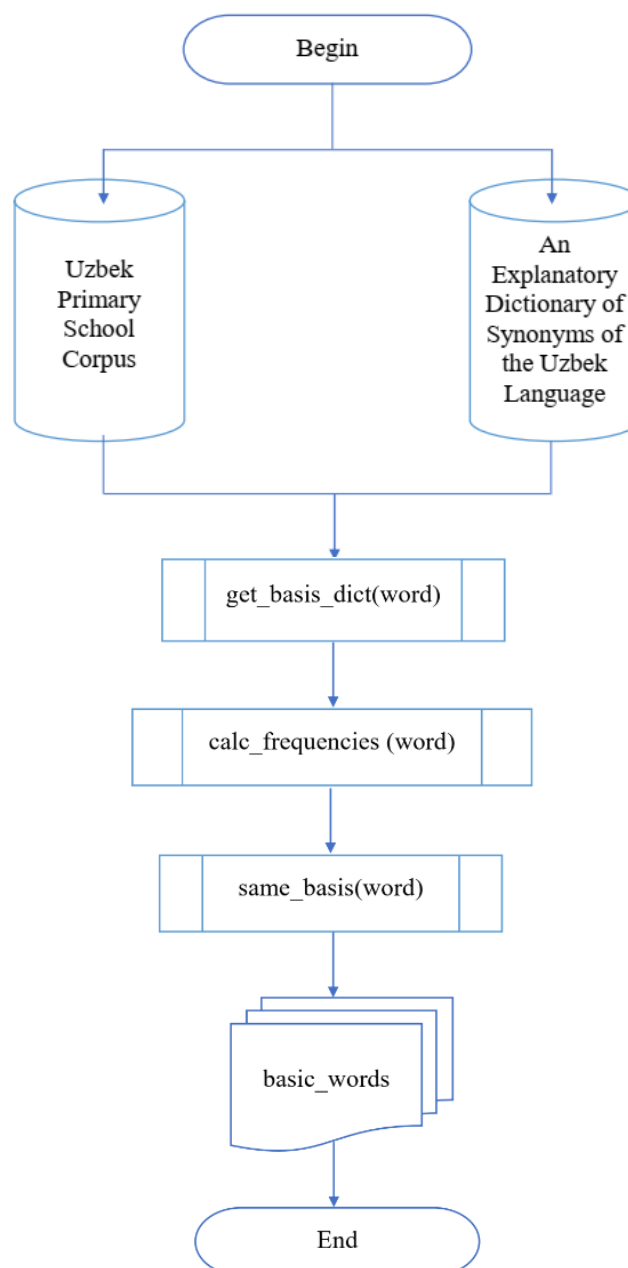 Begin
Uzbek
Primary
School
Corpus
An
Explanatory
Dictionary of
Synonyms of
the Uzbek
Language
get_basis_dict(word)
calc_frequencies (word)
same_basis(word)
basic_words
End